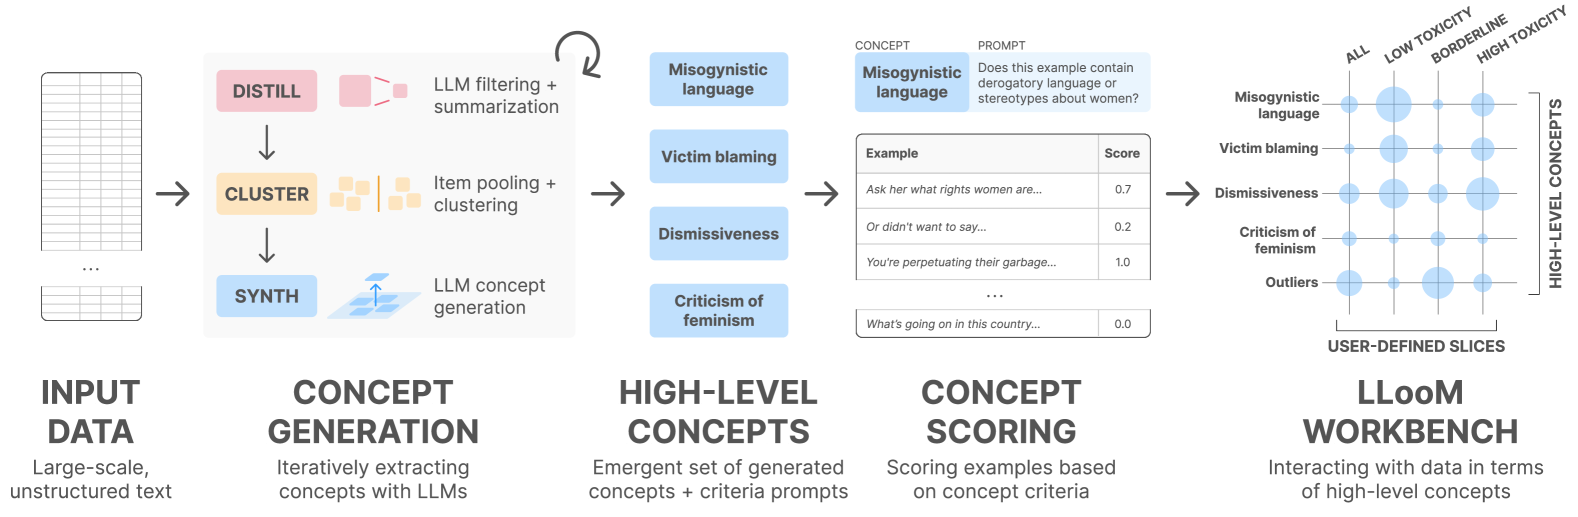 ...
INPUT
DATA
Large-scale,
unstructured text
DISTILL
LLM filtering +
summarization
CLUSTER
Item pooling +
clustering
SYNTH
LLM concept
generation
CONCEPT
GENERATION
Iteratively extracting
concepts with LLMs
Misogynistic
language
Victim blaming
Dismissiveness
Criticism of
feminism
HIGH-LEVEL
CONCEPTS
Emergent set of generated
concepts + criteria prompts
CONCEPT
PROMPT
Misogynistic
language
Does this example contain
derogatory language or
stereotypes about women?
Example Score
Ask her what rights women are... 0.7
Or didn't want to say... 0.2
You're perpetuating their garbage... 1.0
...
What's going on in this country... 0.0
CONCEPT
SCORING
Scoring examples based
on concept criteria
ALL
LOW TOXICITY
BORDERLINE
HIGH TOXICITY
Misogynistic
language
Victim blaming
Dismissiveness
Criticism of
feminism
Outliers
HIGH-LEVEL CONCEPTS
USER-DEFINED SLICES
LLooM
WORKBENCH
Interacting with data in terms
of high-level concepts